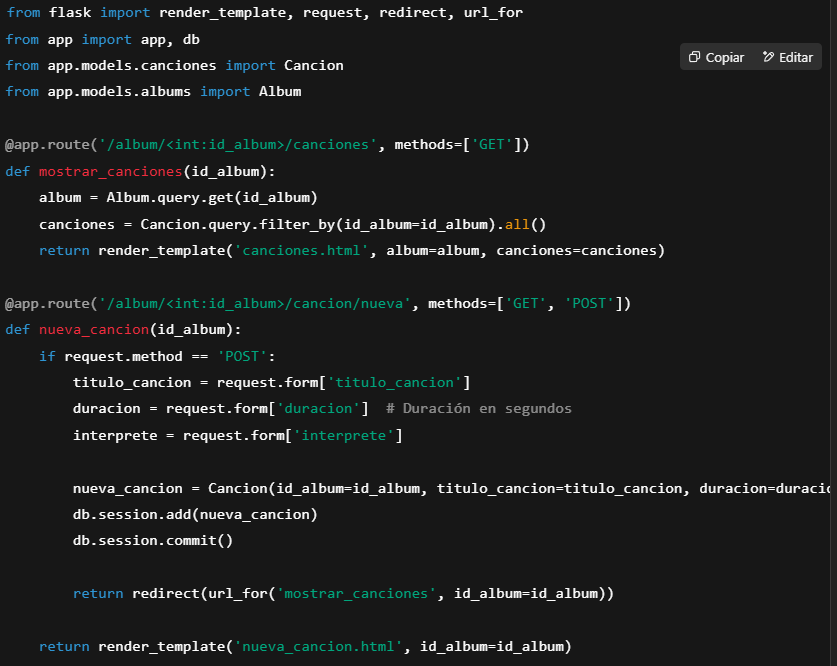 from flask import render_template, request, redirect, url_for
from app import app, db
Copiar Editar
from app.models.canciones import Cancion
from app.models.albums import Album
@app.route('/album/<int:id_album>/canciones', methods=['GET'])
def mostrar_canciones(id_album):
    album = Album.query.get(id_album)
    canciones = Cancion.query.filter_by(id_album=id_album).all()
    return render_template('canciones.html', album=album, canciones=canciones)
@app.route('/album/<int:id_album>/cancion/nueva', methods=['GET', 'POST'])
def nueva_cancion(id_album):
    if request.method == 'POST':
        titulo_cancion = request.form['titulo_cancion']
        duracion = request.form['duracion']  # Duración en segundos
        interprete = request.form['interprete']
        nueva_cancion = Cancion(id_album=id_album, titulo_cancion=titulo_cancion, duracion=duracio
        db.session.add(nueva_cancion)
        db.session.commit()
        return redirect(url_for('mostrar_canciones', id_album=id_album))
    return render_template('nueva_cancion.html', id_album=id_album)